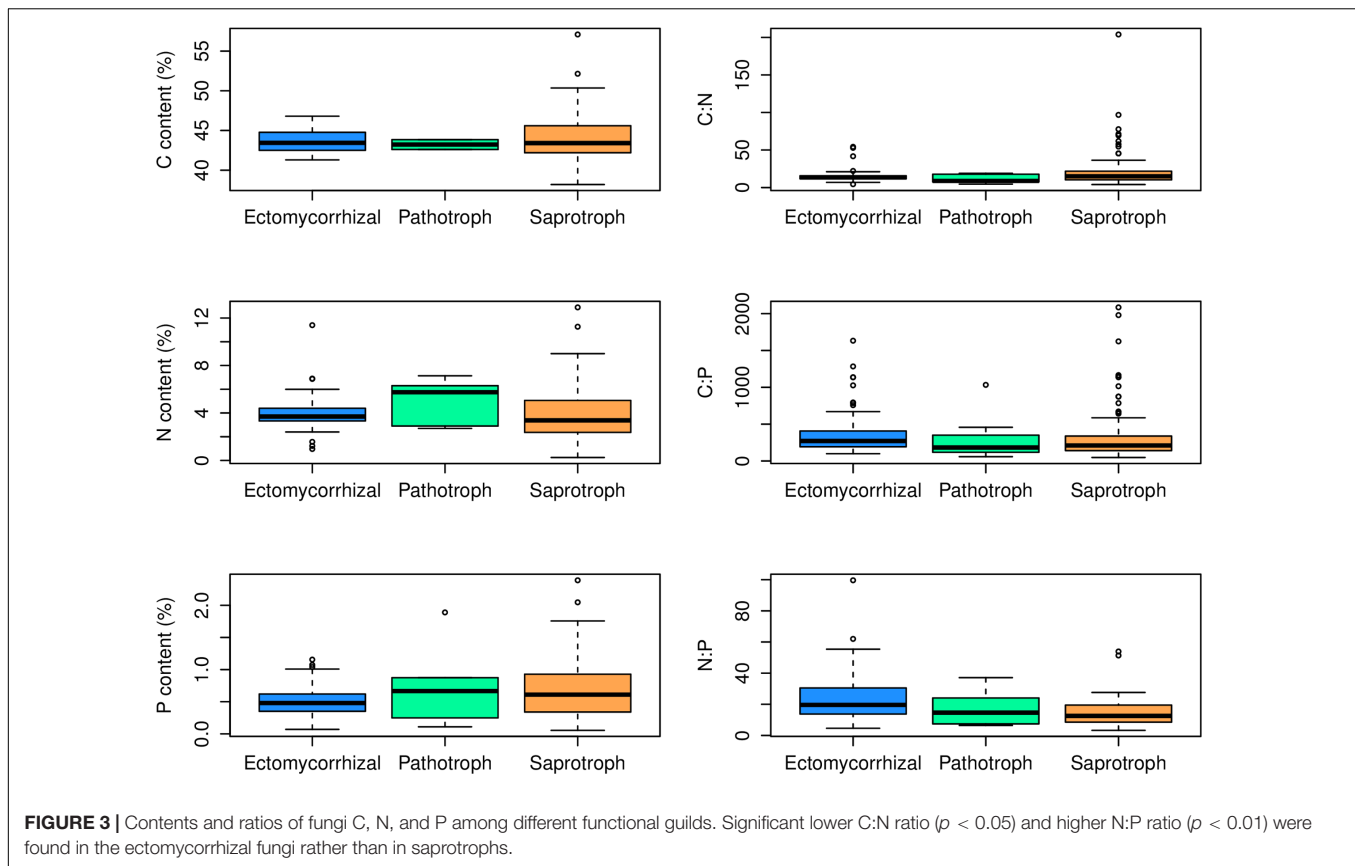 C content (%)
55
50
45
40
Ectomycorrhizal Pathotroph Saprotroph
C:N
150
50
0
Ectomycorrhizal Pathotroph Saprotroph
N content (%)
12
8
4
0
Ectomycorrhizal Pathotroph Saprotroph
C:P
2000
1000
0
Ectomycorrhizal Pathotroph Saprotroph
P content (%)
2.0
1.0
0.0
Ectomycorrhizal Pathotroph Saprotroph
N:P
80
40
0
Ectomycorrhizal Pathotroph Saprotroph
FIGURE 3 | Contents and ratios of fungi C, N, and P among different functional guilds. Significant lower C:N ratio (p < 0.05) and higher N:P ratio (p < 0.01) were
found in the ectomycorrhizal fungi rather than in saprotrophs.